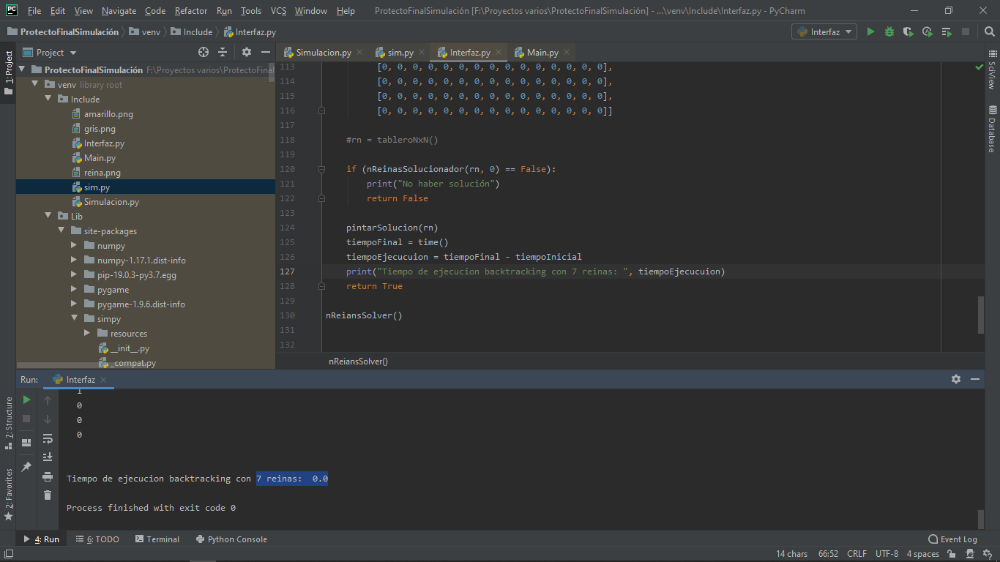 PC File Edit View Navigate Code Refactor Run Tools VCS Window Help ProtectoFinalSimulación [F:\Proyectos varios\ProtectoFinalSimulación] - ...\venv\Include\Interfaz.py - PyCharm
ProtectoFinalSimulación venv Include Interfaz.py Interfaz
Project
Simulacion.py sim.py Interfaz.py Main.py
1: Project
ProtectoFinalSimulación F:\Proyectos varios\ProtectoFinal
venv library root
Include
amarillo.png
gris.png
Interfaz.py
Main.py
reina.png
sim.py
Simulacion.py
Lib
site-packages
numpy
numpy-1.17.1.dist-info
pip-19.0.3-py3.7.egg
pygame
pygame-1.9.6.dist-info
simpy
resources
__init__.py
_compat.py
113 [0, 0, 0, 0, 0, 0, 0, 0, 0, 0, 0, 0, 0, 0, 0],
114 [0, 0, 0, 0, 0, 0, 0, 0, 0, 0, 0, 0, 0, 0, 0],
115 [0, 0, 0, 0, 0, 0, 0, 0, 0, 0, 0, 0, 0, 0, 0],
116 [0, 0, 0, 0, 0, 0, 0, 0, 0, 0, 0, 0, 0, 0, 0]]
117
118 #rn = tableroNxN()
119
120 if (nReinasSolucionador(rn, 0) == False):
121 print("No haber solución")
122 return False
123
124 pintarSolucion(rn)
125 tiempoFinal = time()
126 tiempoEjecucuion = tiempoFinal - tiempoInicial
127 print("Tiempo de ejecucion backtracking con 7 reinas: ", tiempoEjecucuion)
128 return True
129
130 nReiansSolver()
131
132
nReiansSolver()
SciView
Database
Run: Interfaz
1
0
0
0
Tiempo de ejecucion backtracking con 7 reinas:  0.0
Process finished with exit code 0
7: Structure
2: Favorites
4: Run 6: TODO Terminal Python Console Event Log
14 chars 66:52 CRLF UTF-8 4 spaces